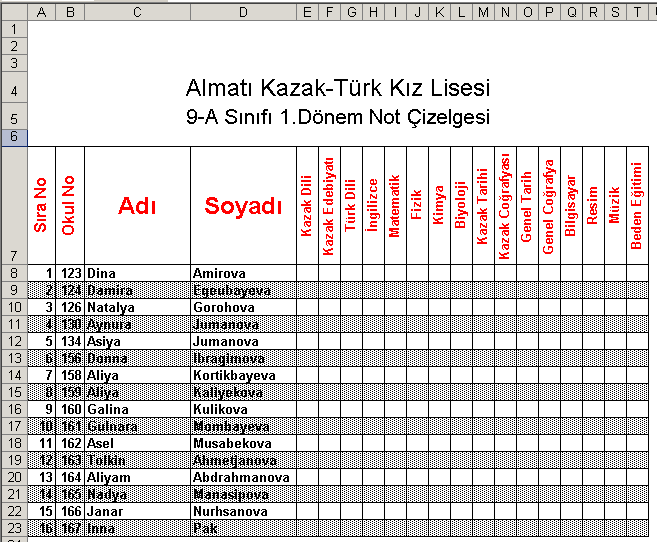 A B C D E F G H I J K L M N O P Q R S T
1
2
3
4 Almatı Kazak-Türk Kız Lisesi
5 9-A Sınıfı 1.Dönem Not Çizelgesi
6
7 Sıra No Okul No Adı Soyadı Kazak Dili Kazak Edebiyatı Türk Dili İngilizce Matematik Fizik Kimya Biyoloji Kazak Tarihi Kazak Coğrafyası Genel Tarih Genel Coğrafya Bilgisayar Resim Müzik Beden Eğitimi
8 1 123 Dina Amirova
9 2 124 Damira Egeubayeva
10 3 126 Natalya Gorohova
11 4 130 Aynura Jumanova
12 5 134 Asiya Jumanova
13 6 156 Donna Ibragimova
14 7 158 Aliya Kortikbayeva
15 8 159 Aliya Kaliyekova
16 9 160 Galina Kulikova
17 10 161 Gulnara Mombayeva
18 11 162 Asel Musabekova
19 12 163 Tolkin Ahmetjanova
20 13 164 Aliyam Abdrahmanova
21 14 165 Nadya Manasipova
22 15 166 Janar Nurhsanova
23 16 167 Inna Pak